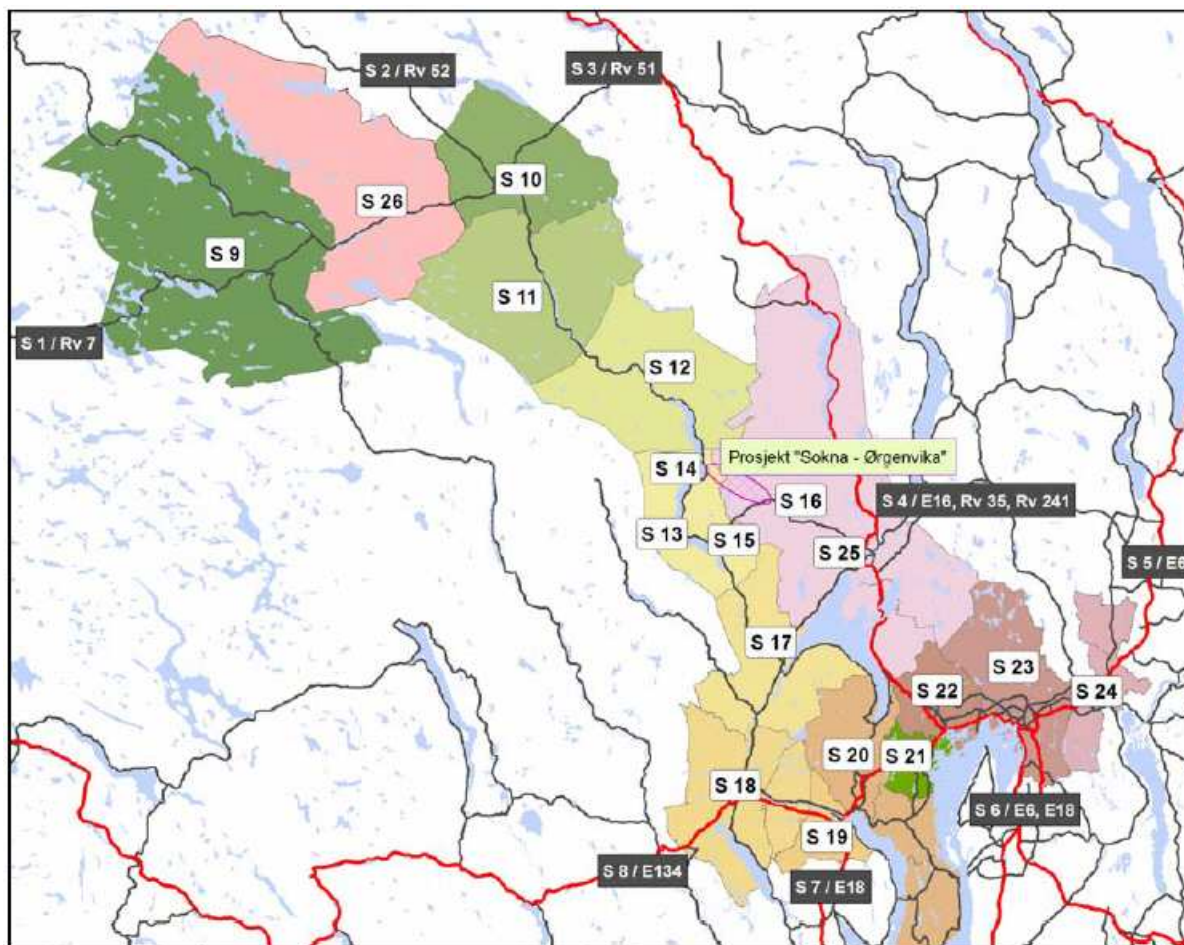 S 2 / Rv 52
S 3 / Rv 51
S 10
S 26
S 9
S 11
S 1 / Rv 7
S 12
Prosjekt "Sokna - Ørgenvika"
S 14
S 16
S 4 / E16, Rv 35, Rv 241
S 13
S 15
S 25
S 5 / E6
S 17
S 23
S 22
S 24
S 20
S 21
S 18
S 6 / E6, E18
S 19
S 8 / E134
S 7 / E18